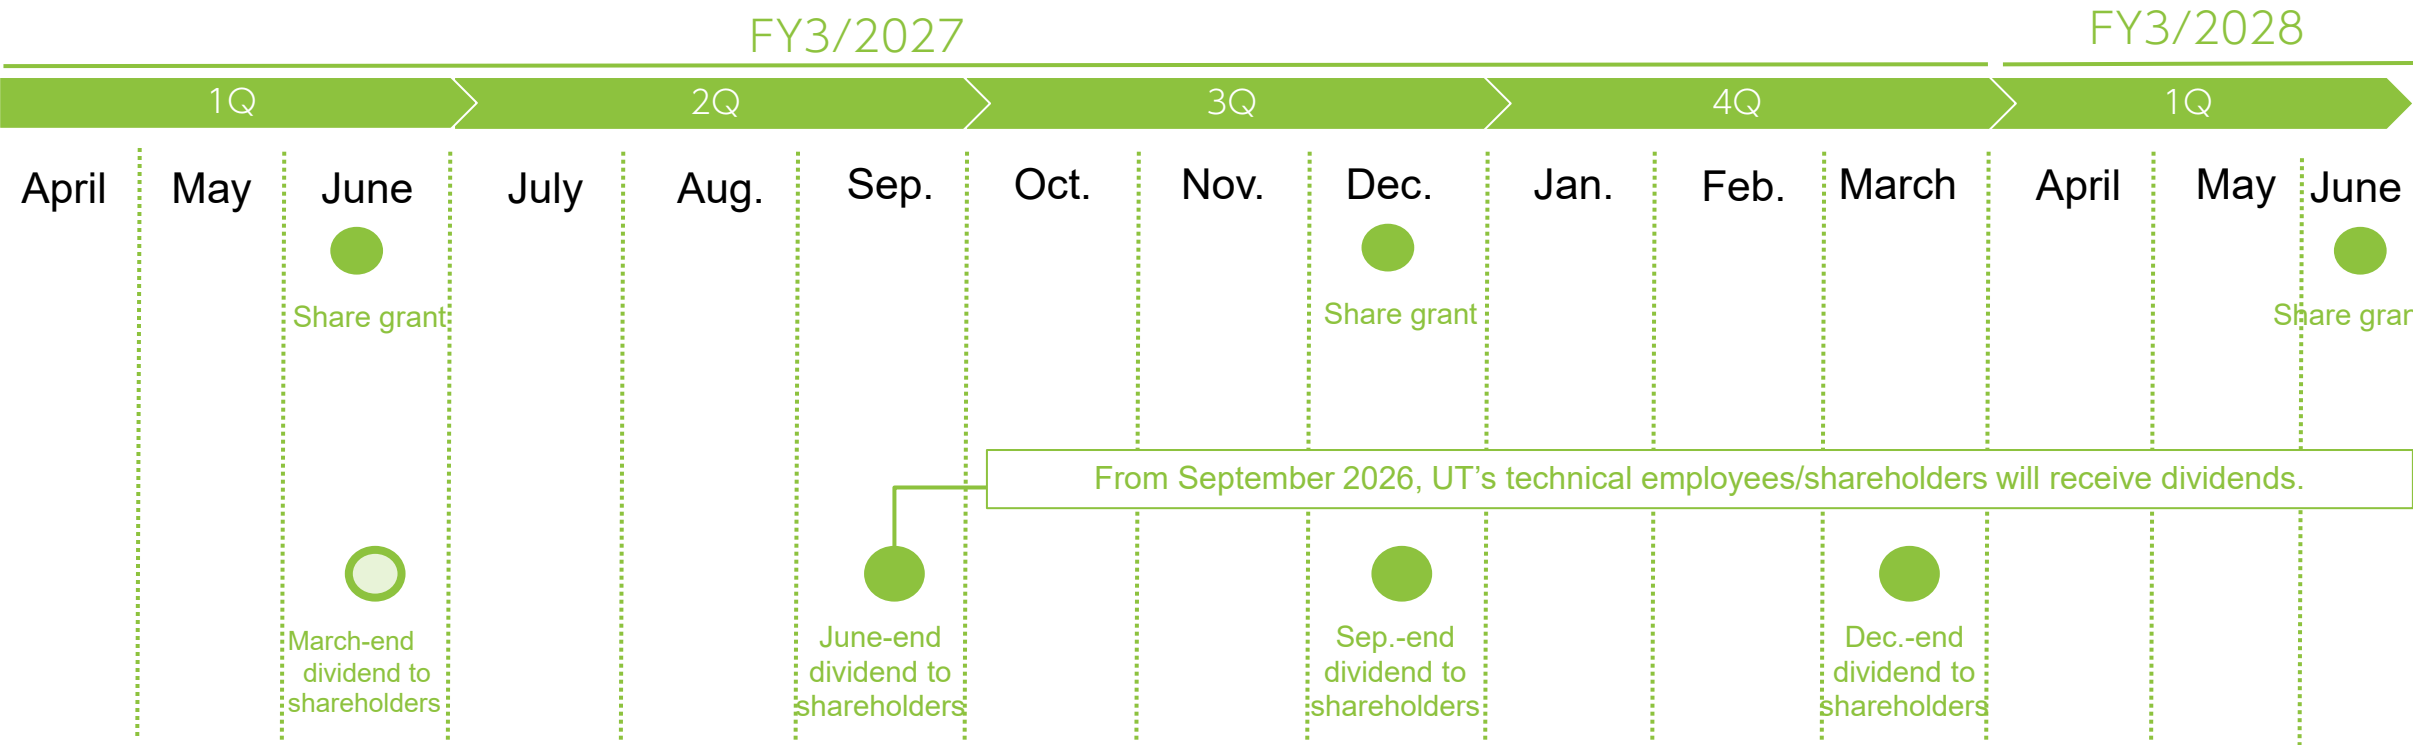 FY3/2027
FY3/2028
1Q
2Q
3Q
4Q
1Q
April
May
June
July
Aug.
Sep.
Oct.
Nov.
Dec.
Jan.
Feb.
March
April
May
June
Share grant
Share grant
Share gran
From September 2026, UT’s technical employees/shareholders will receive dividends.
March-end
dividend to
shareholders
June-end
dividend to
shareholders
Sep.-end
dividend to
shareholders
Dec.-end
dividend to
shareholders